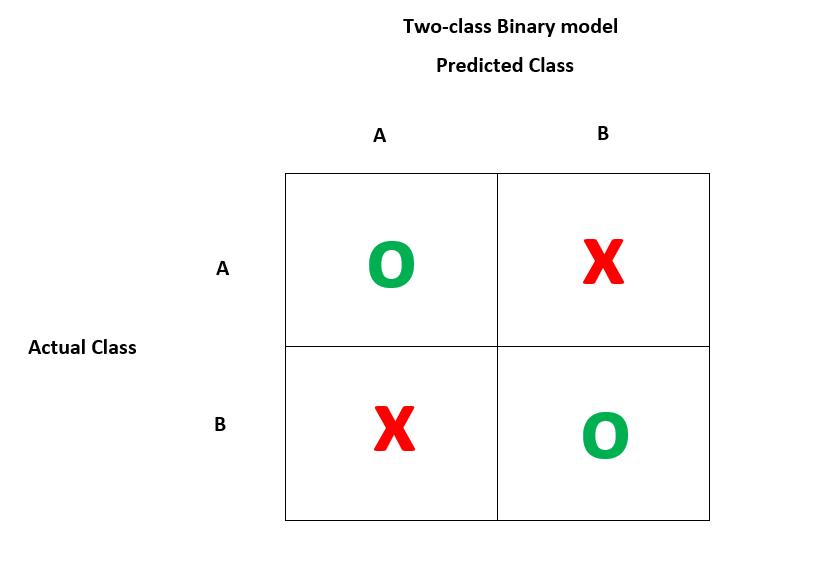 Two-class Binary model
Predicted Class
A B
A O X
Actual Class
B X O